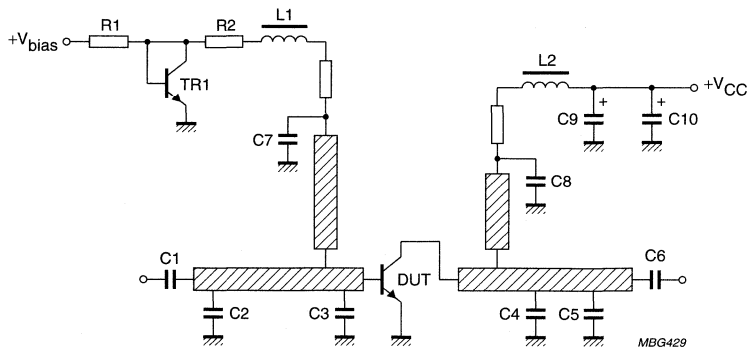 R1
R2
L1
+Vbias
TR1
L2
+VCC
C9
+
+
C10
C7
C8
C1
DUT
C6
C2
C3
C4
C5
MBG429